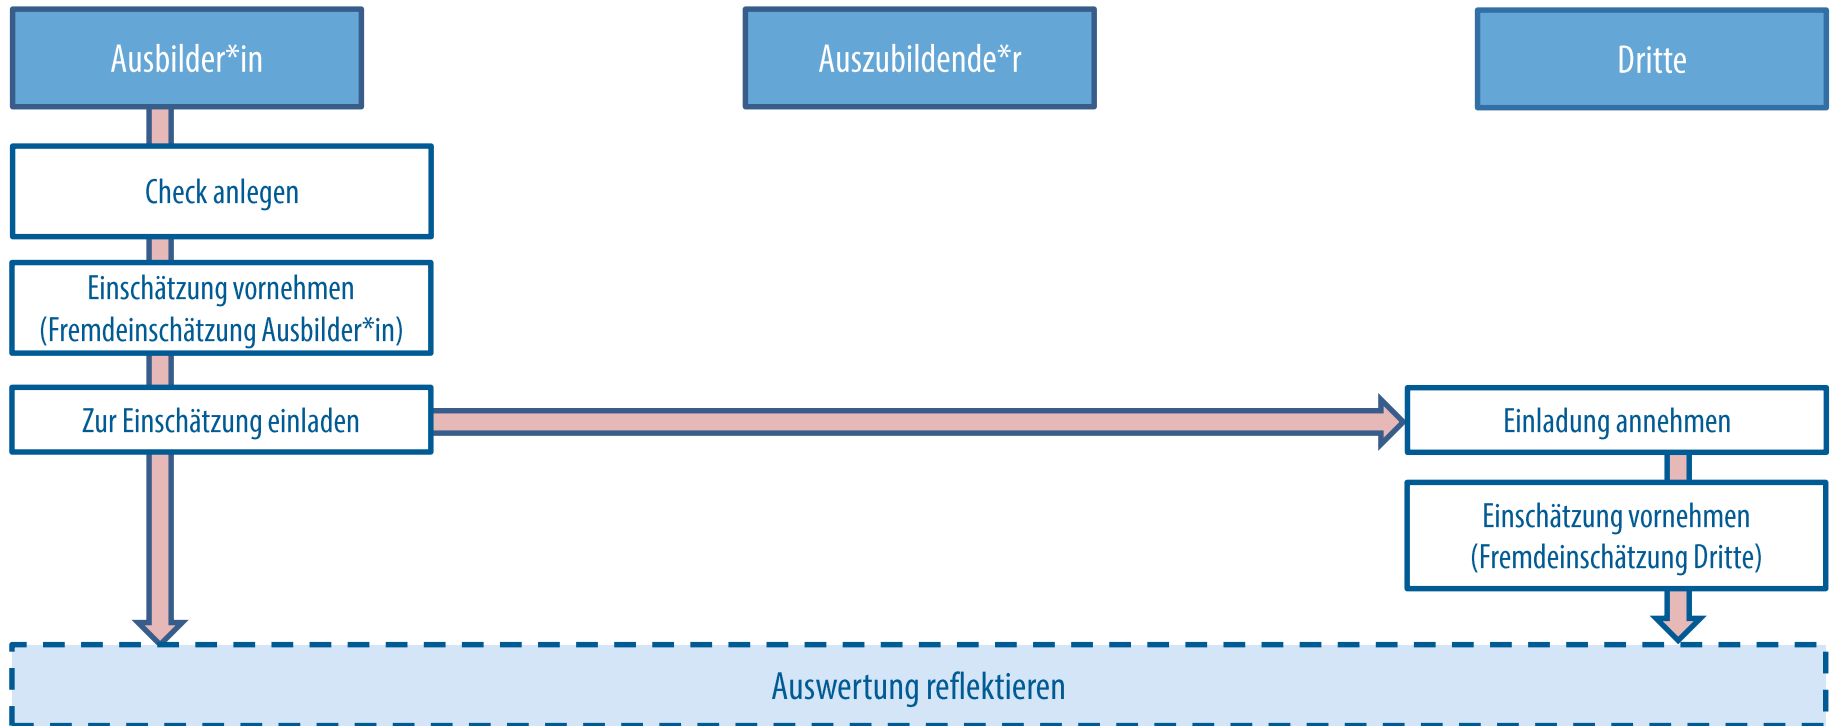 Ausbilder*in
Auszubildende*r
Dritte
Check anlegen
Einschätzung vornehmen
(Fremdeinschätzung Ausbilder*in)
Zur Einschätzung einladen
Einladung annehmen
Einschätzung vornehmen
(Fremdeinschätzung Dritte)
Auswertung reflektieren